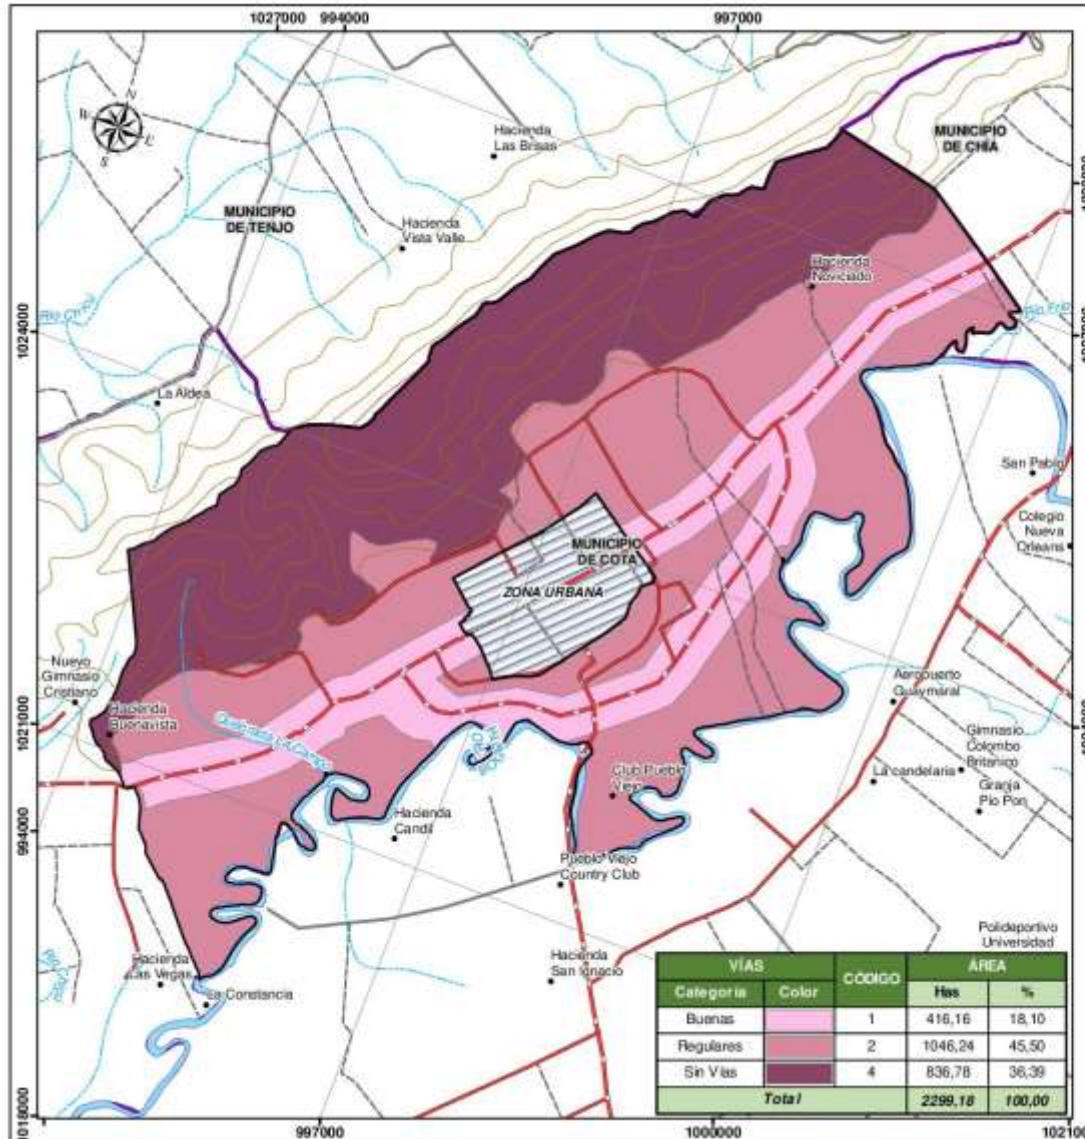 1027000 994000
997000
N
E
S
MUNICIPIO
DE CHÍA
Hacienda
Las Brisas
MUNICIPIO
DE TENJO
Hacienda
Vista Valle
Hacienda
Noviciado
Río Frío
1024000
La Aldea
San Pablo
Colegio
Nueva
Orleans
MUNICIPIO
DE COTA
ZONA URBANA
Nuevo
Gimnasio
Cristiano
Hacienda
Buenavista
1021000
Aeropuerto
Guaymaral
Gimnasio
Colombo
Britanico
La candelaria
Granja
Pio Pon
Club Pueblo
Viejo
Hacienda
Candil
994000
Pueblo Viejo
Country Club
Polideportivo
Universidad
Hacienda
Las Vegas
Hacienda
San Ignacio
La Constancia
VÍAS CÓDIGO ÁREA
Categoria Color Has %
Buenas 1 416,16 18,10
Regulares 2 1046,24 45,50
Sin Vías 4 836,78 36,39
Total 2299,18 100,00
1018000
997000 1000000 1021000